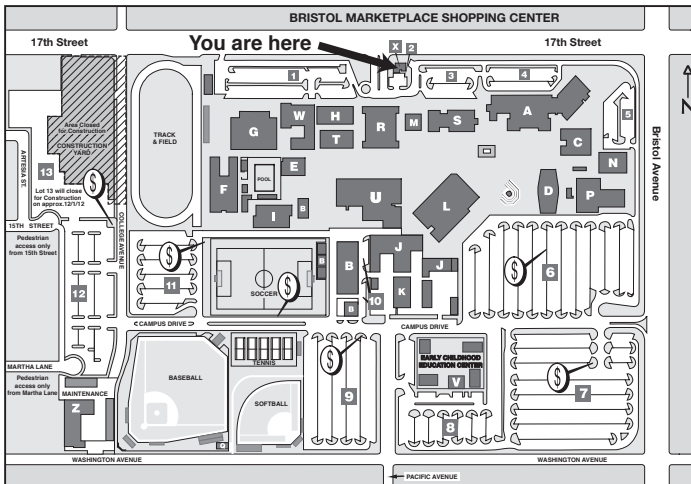 BRISTOL MARKETPLACE SHOPPING CENTER
17th Street
You are here
X
2
17th Street
1
3
4
5
N
Area Closed
for Construction
CONSTRUCTION
YARD
TRACK
& FIELD
G
W
H
T
R
M
S
A
C
N
Bristol Avenue
ARTESIA ST.
13
Lot 13 will close
for Construction
on approx.12/1/12
$
F
POOL
E
I
B
U
L
D
P
15TH STREET
Pedestrian
access only
from 15th Street
COLLEGE AVENUE
12
$
11
SOCCER
$
B
B
B
10
J
J
K
$
6
CAMPUS DRIVE
CAMPUS DRIVE
MARTHA LANE
Pedestrian
access only
from Martha Lane
MAINTENANCE
Z
BASEBALL
TENNIS
SOFTBALL
$
9
EARLY CHILDHOOD
EDUCATION CENTER
V
8
$
7
WASHINGTON AVENUE
WASHINGTON AVENUE
PACIFIC AVENUE